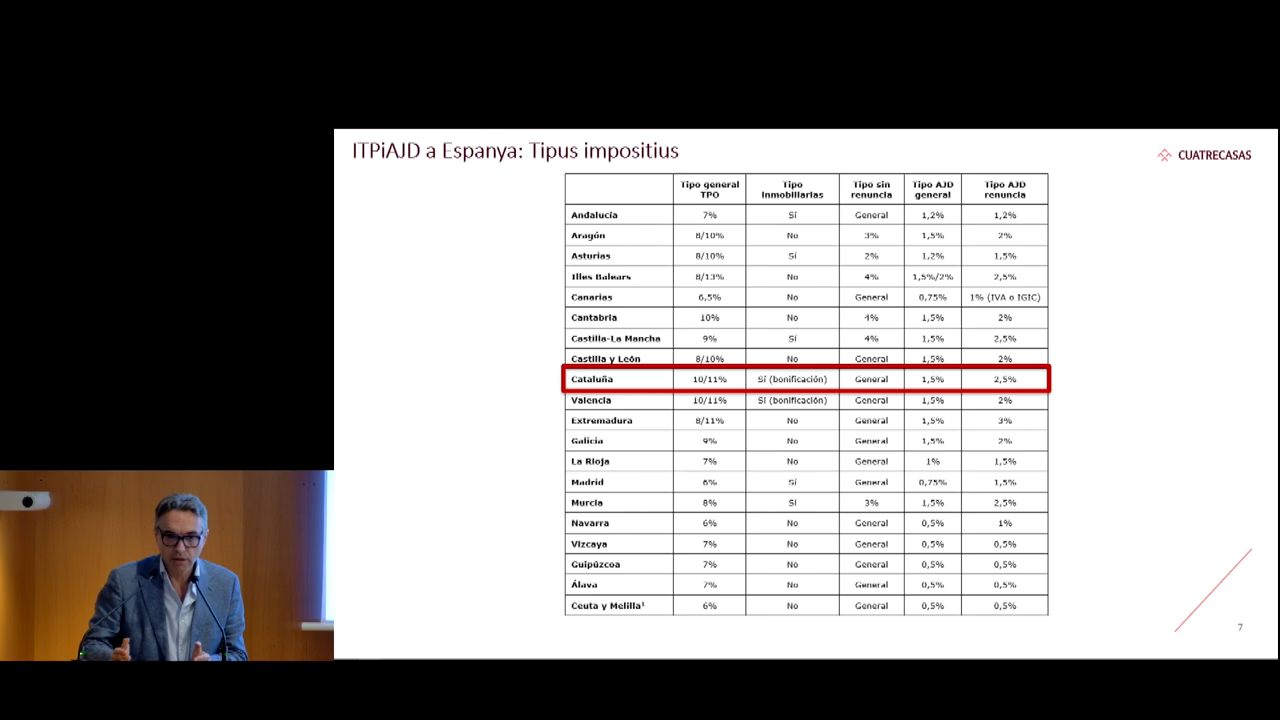 ITPiAJD a Espanya: Tipus impositius
CUATRECASAS
Tipo general TPO Tipo inmobiliarias Tipo sin renuncia Tipo AJD general Tipo AJD renuncia
Andalucía 7% Sí General 1,2% 1,2%
Aragón 8/10% No 3% 1,5% 2%
Asturias 8/10% Sí 2% 1,2% 1,5%
Illes Balears 8/13% No 4% 1,5%/2% 2,5%
Canarias 6,5% No General 0,75% 1% (IVA o IGIC)
Cantabria 10% No 4% 1,5% 2%
Castilla-La Mancha 9% Sí 4% 1,5% 2,5%
Castilla y León 8/10% No General 1,5% 2%
Cataluña 10/11% Sí (bonificación) General 1,5% 2,5%
Valencia 10/11% Sí (bonificación) General 1,5% 2%
Extremadura 8/11% No General 1,5% 3%
Galicia 9% No General 1,5% 2%
La Rioja 7% No General 1% 1,5%
Madrid 6% Sí General 0,75% 1,5%
Murcia 8% Sí 3% 1,5% 2,5%
Navarra 6% No General 0,5% 1%
Vizcaya 7% No General 0,5% 0,5%
Guipúzcoa 7% No General 0,5% 0,5%
Álava 7% No General 0,5% 0,5%
Ceuta y Melilla¹ 6% No General 0,5% 0,5%
7